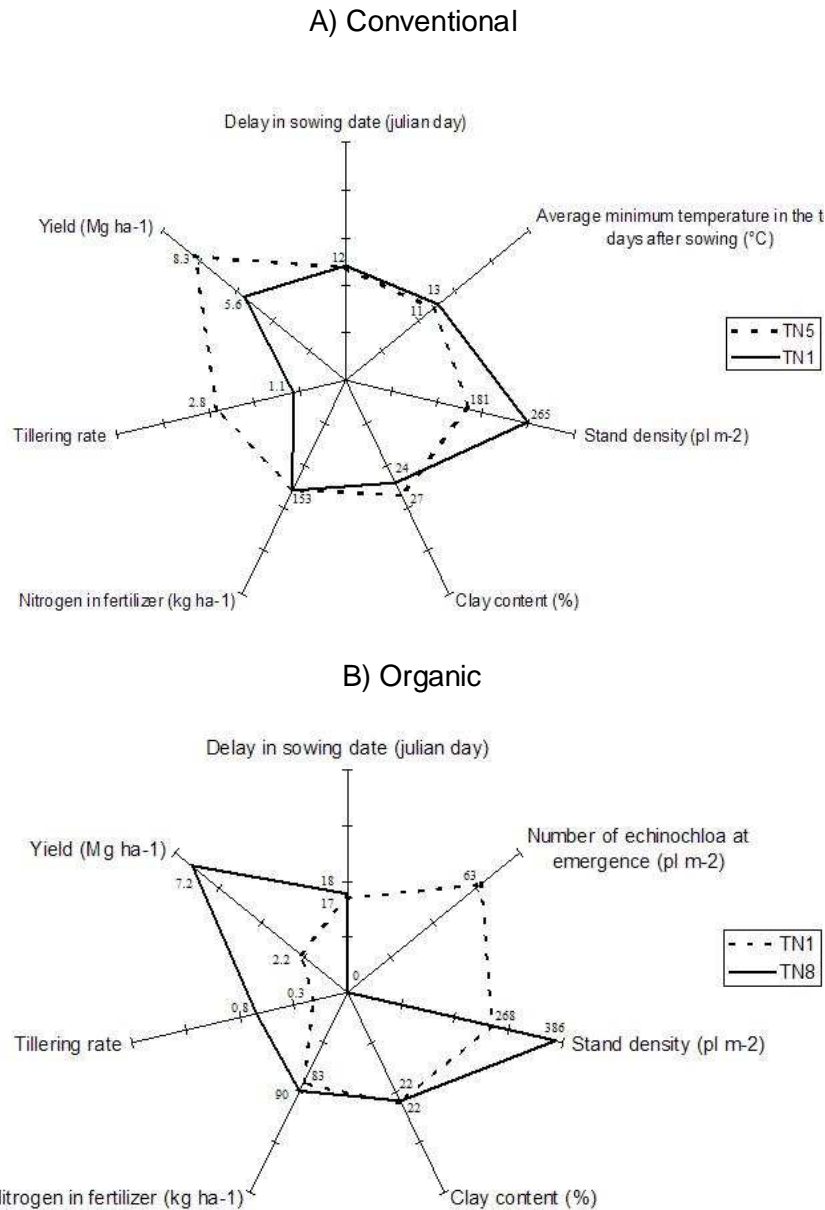 A) Conventional
Delay in sowing date (julian day)
Yield (Mg ha-1)
Average minimum temperature in the t
days after sowing (°C)
8.3
12
5.6
13
11
TN5
TN1
1.1
2.8
181
265
Tillering rate
Stand density (pl m-2)
24
153
27
Nitrogen in fertilizer (kg ha-1)
Clay content (%)
B) Organic
Delay in sowing date (julian day)
Number of echinochloa at
emergence (pl m-2)
Yield (Mg ha-1)
7.2
18
63
17
TN1
TN8
2.2
0
0.3
0.8
268
386
Tillering rate
Stand density (pl m-2)
83
90
22
22
Nitrogen in fertilizer (kg ha-1)
Clay content (%)